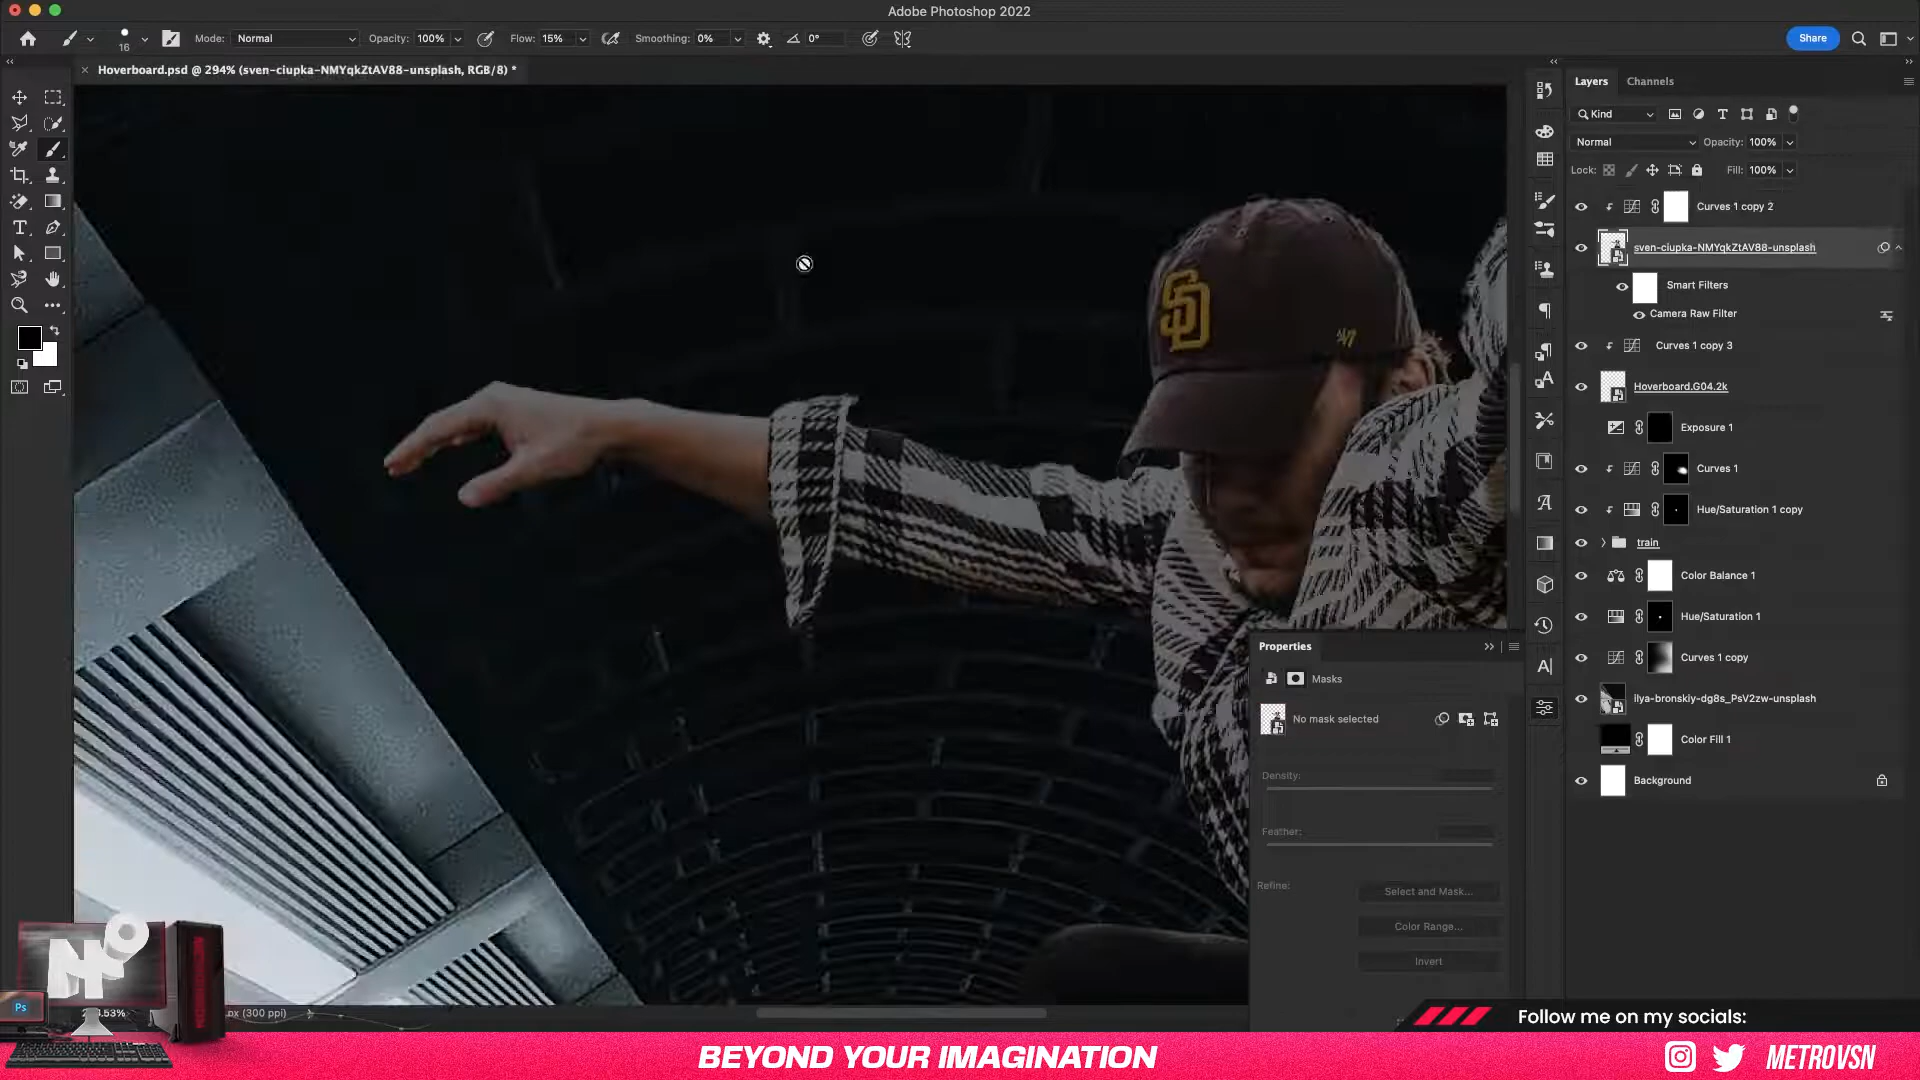 Adobe Photoshop 2022
16
Mode: Normal
Opacity: 100%
Flow: 15%
Smoothing: 0%
0°
Share
Hoverboard.psd @ 294% (sven-ciupka-NMYqkZtAV88-unsplash, RGB/8) *
Layers
Channels
Kind
Normal
Opacity: 100%
Lock:
Fill: 100%
Curves 1 copy 2
sven-ciupka-NMYqkZtAV88-unsplash
Smart Filters
Camera Raw Filter
Curves 1 copy 3
Hoverboard.G04.2k
Exposure 1
Curves 1
Hue/Saturation 1 copy
train
Color Balance 1
Hue/Saturation 1
Curves 1 copy
ilya-bronskiy-dg8s_PsV2zw-unsplash
Color Fill 1
Background
SD
47
Properties
Masks
No mask selected
Density:
Feather:
Refine:
Select and Mask...
Color Range...
Invert
Ps
px (300 ppi)
Follow me on my socials:
BEYOND YOUR IMAGINATION
METROVSN